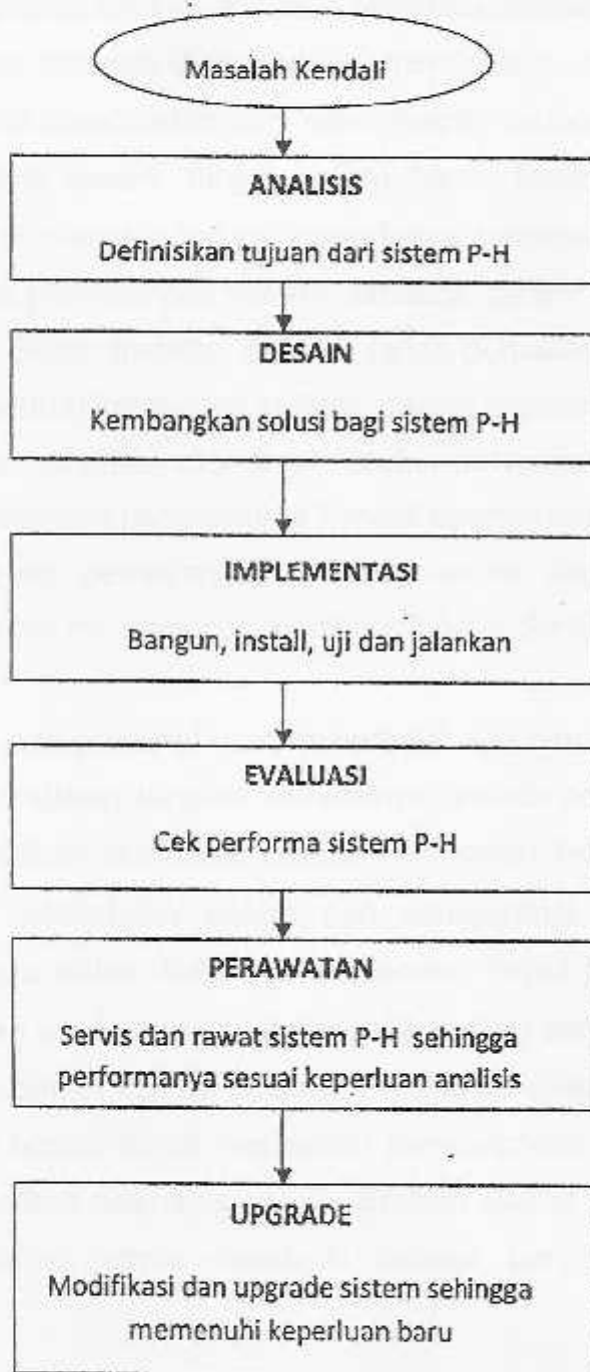 Masalah Kendali
ANALISIS
Definisikan tujuan dari sistem P-H
DESAIN
Kembangkan solusi bagi sistem P-H
IMPLEMENTASI
Bangun, install, uji dan jalankan
EVALUASI
Cek performa sistem P-H
PERAWATAN
Servis dan rawat sistem P-H sehingga
performanya sesuai keperluan analisis
UPGRADE
Modifikasi dan upgrade sistem sehingga
memenuhi keperluan baru